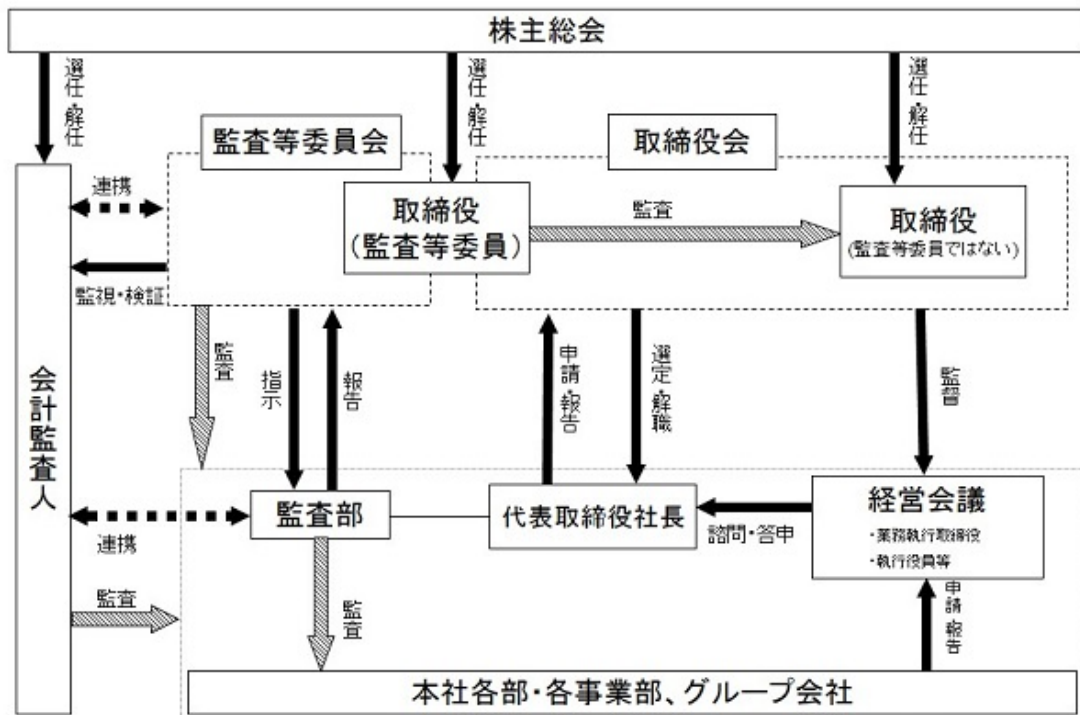 株主総会
選任・解任
選任・解任
選任・解任
監査等委員会
取締役会
連携
取締役
(監査等委員)
監査
取締役
(監査等委員ではない)
監視・検証
監査
指示
報告
申請・報告
選定・解職
監督
会計監査人
監査部
代表取締役社長
経営会議
・業務執行取締役
・執行役員等
諮問・答申
連携
監査
監査
申請・報告
本社各部・各事業部、グループ会社